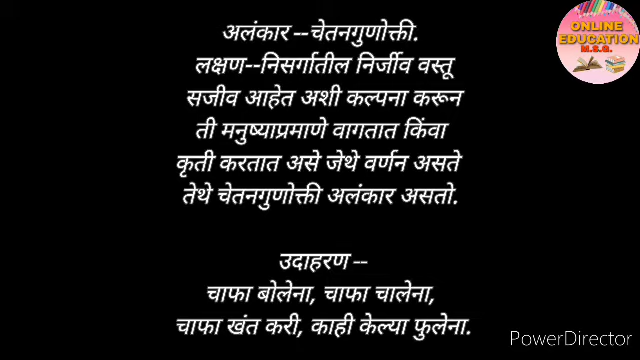 अलंकार --चेतनगुणोक्ती.
ONLINE
EDUCATION
M.S.G.
लक्षण--निसर्गातील निर्जीव वस्तू
सजीव आहेत अशी कल्पना करून
ती मनुष्याप्रमाणे वागतात किंवा
कृती करतात असे जेथे वर्णन असते
तेथे चेतनगुणोक्ती अलंकार असतो.
उदाहरण --
चाफा बोलेना, चाफा चालेना,
चाफा खंत करी, काही केल्या फुलेना.
PowerDirector